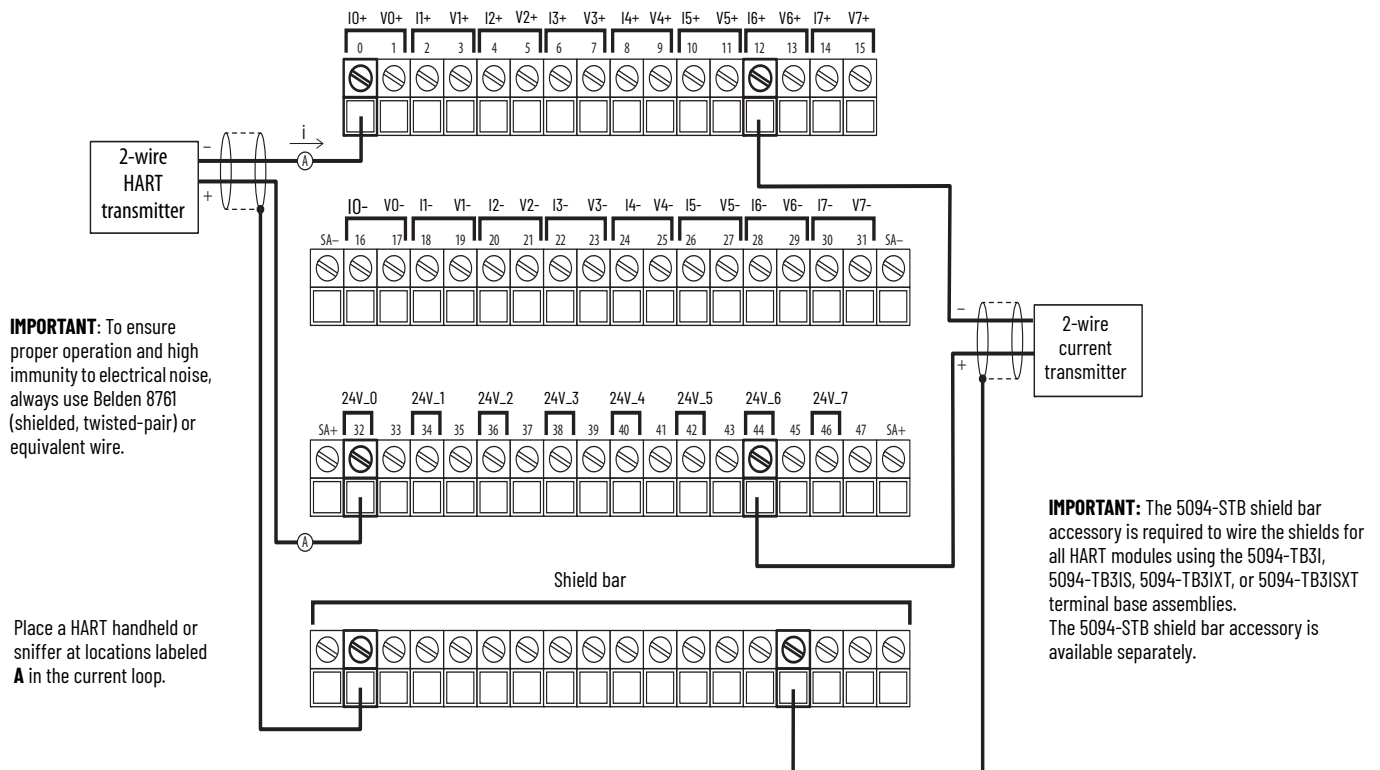 I0+ V0+ I1+ V1+ I2+ V2+ I3+ V3+ I4+ V4+ I5+ V5+ I6+ V6+ I7+ V7+
0 1 2 3 4 5 6 7 8 9 10 11 12 13 14 15
2-wire
HART
transmitter
–
+
i
A
I0- V0- I1- V1- I2- V2- I3- V3- I4- V4- I5- V5- I6- V6- I7- V7-
SA– 16 17 18 19 20 21 22 23 24 25 26 27 28 29 30 31 SA–
IMPORTANT: To ensure
proper operation and high
immunity to electrical noise,
always use Belden 8761
(shielded, twisted-pair) or
equivalent wire.
–
+
2-wire
current
transmitter
24V_0 24V_1 24V_2 24V_3 24V_4 24V_5 24V_6 24V_7
SA+ 32 33 34 35 36 37 38 39 40 41 42 43 44 45 46 47 SA+
A
IMPORTANT: The 5094-STB shield bar
accessory is required to wire the shields for
all HART modules using the 5094-TB3I,
5094-TB3IS, 5094-TB3IXT, or 5094-TB3ISXT
terminal base assemblies.
The 5094-STB shield bar accessory is
available separately.
Shield bar
Place a HART handheld or
sniffer at locations labeled
A in the current loop.